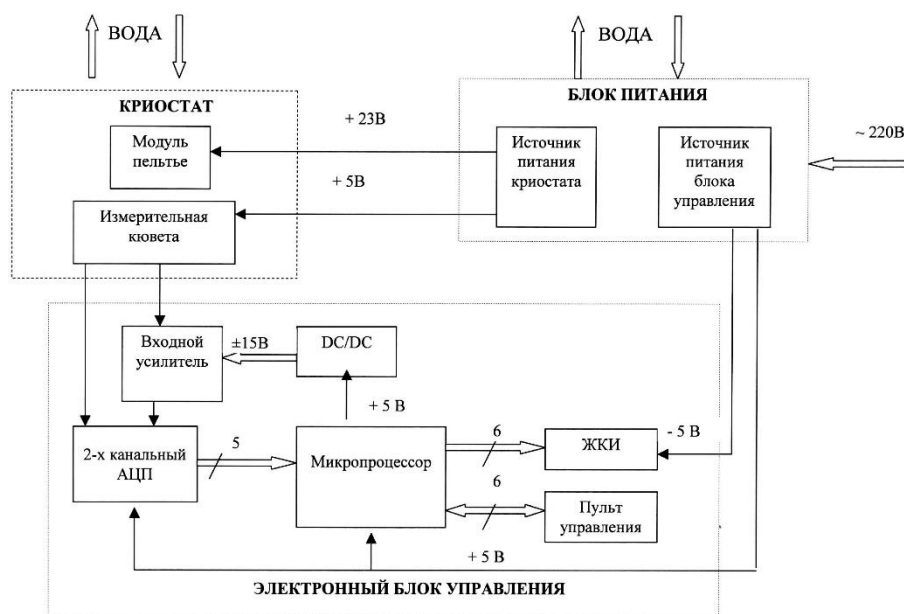 ВОДА
ВОДА
КРИОСТАТ
БЛОК ПИТАНИЯ
Модуль
пельтье
+ 23В
Источник
питания
криостата
Источник
питания
блока
управления
~ 220В
+ 5В
Измерительная
кювета
Входной
усилитель
±15В
DC/DC
+ 5 В
2-х канальный
АЦП
5
Микропроцессор
6
ЖКИ
- 5 В
6
Пульт
управления
+ 5 В
ЭЛЕКТРОННЫЙ БЛОК УПРАВЛЕНИЯ